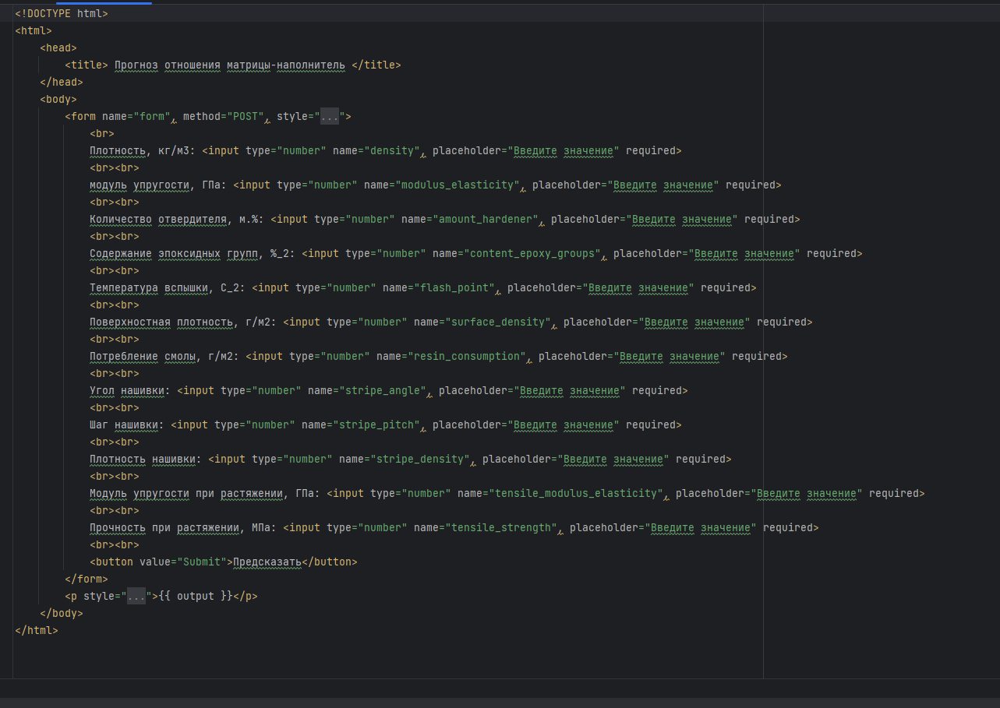 <!DOCTYPE html>
<html>
<head>
<title> Прогноз отношения матрицы-наполнитель </title>
</head>
<body>
<form name="form", method="POST", style="...">
<br>
Плотность, кг/м3: <input type="number" name="density", placeholder="Введите значение" required>
<br><br>
модуль упругости, ГПа: <input type="number" name="modulus_elasticity", placeholder="Введите значение" required>
<br><br>
Количество отвердителя, м.%: <input type="number" name="amount_hardener", placeholder="Введите значение" required>
<br><br>
Содержание эпоксидных групп, %_2: <input type="number" name="content_epoxy_groups", placeholder="Введите значение" required>
<br><br>
Температура вспышки, С_2: <input type="number" name="flash_point", placeholder="Введите значение" required>
<br><br>
Поверхностная плотность, г/м2: <input type="number" name="surface_density", placeholder="Введите значение" required>
<br><br>
Потребление смолы, г/м2: <input type="number" name="resin_consumption", placeholder="Введите значение" required>
<br><br>
Угол нашивки: <input type="number" name="stripe_angle", placeholder="Введите значение" required>
<br><br>
Шаг нашивки: <input type="number" name="stripe_pitch", placeholder="Введите значение" required>
<br><br>
Плотность нашивки: <input type="number" name="stripe_density", placeholder="Введите значение" required>
<br><br>
Модуль упругости при растяжении, ГПа: <input type="number" name="tensile_modulus_elasticity", placeholder="Введите значение" required>
<br><br>
Прочность при растяжении, МПа: <input type="number" name="tensile_strength", placeholder="Введите значение" required>
<br><br>
<button value="Submit">Предсказать</button>
</form>
<p style="...">{{ output }}</p>
</body>
</html>